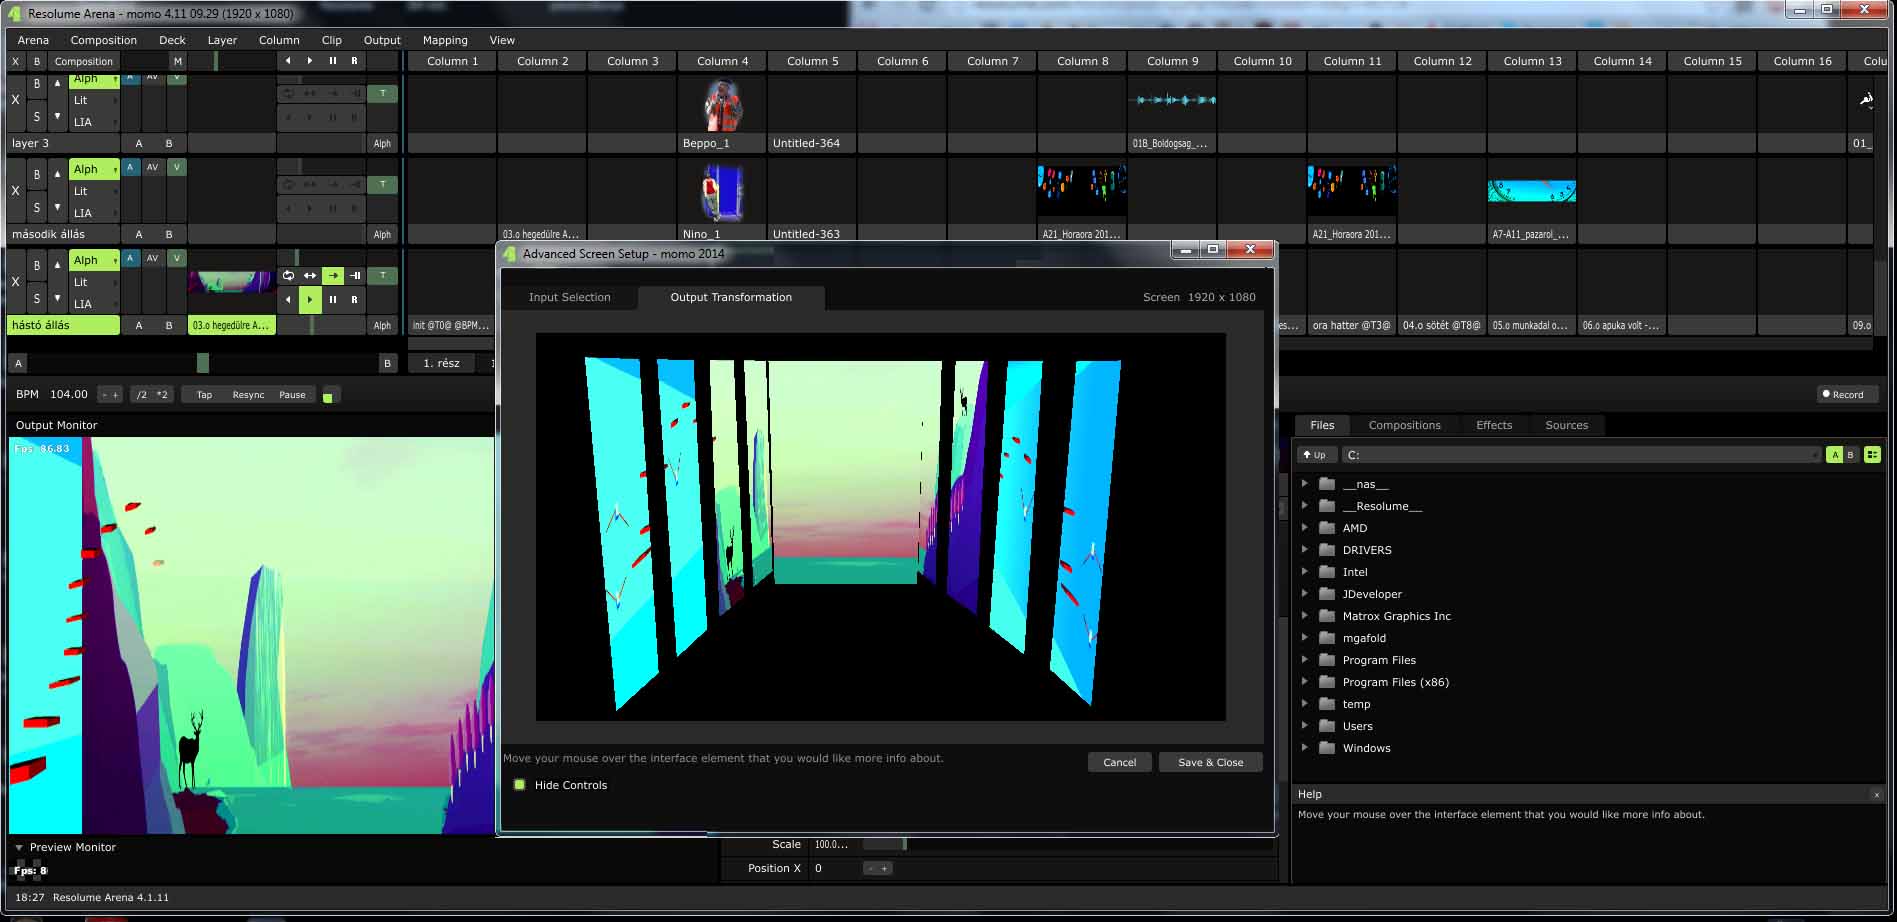 Resolume Arena - momo 4.11 09.29 (1920 x 1080)
Arena Composition Deck Layer Column Clip Output Mapping View
X B Composition M R Column 1 Column 2 Column 3 Column 4 Column 5 Column 6 Column 7 Column 8 Column 9 Column 10 Column 11 Column 12 Column 13 Column 14 Column 15 Column 16 Colu
Alph A AV V
X B Lit T
S LIA
layer 3 A B Alph Beppo_1 Untitled-364 01B_Boldogsag_... 01_
Alph A AV V
X B Lit T
S LIA
második állás A B Alph 03.o hegedülre A... Nino_1 Untitled-363 A21_Horaora 201... A21_Horaora 201... A7-A11_pazarol_...
Alph A AV V
X B Lit T
S LIA R
hástó állás A B 03.o hegedülre A... Alph init @T0@ @BPM... es... ora hatter @T3@ 04.o sötét @T8@ 05.o munkadal o... 06.o apuka volt -... 09.o
A B 1. rész
BPM 104.00 - + /2 *2 Tap Resync Pause Record
Output Monitor
Fps: 86.83
Advanced Screen Setup - momo 2014
Input Selection Output Transformation Screen 1920 x 1080
Move your mouse over the interface element that you would like more info about.
Cancel Save & Close
Hide Controls
Files Compositions Effects Sources
Up C: A B
__nas__
__Resolume__
AMD
DRIVERS
Intel
JDeveloper
Matrox Graphics Inc
mgafold
Program Files
Program Files (x86)
temp
Users
Windows
Help x
Move your mouse over the interface element that you would like more info about.
Preview Monitor
Fps: 8
Scale 100.0...
Position X 0 - +
18:27 Resolume Arena 4.1.11